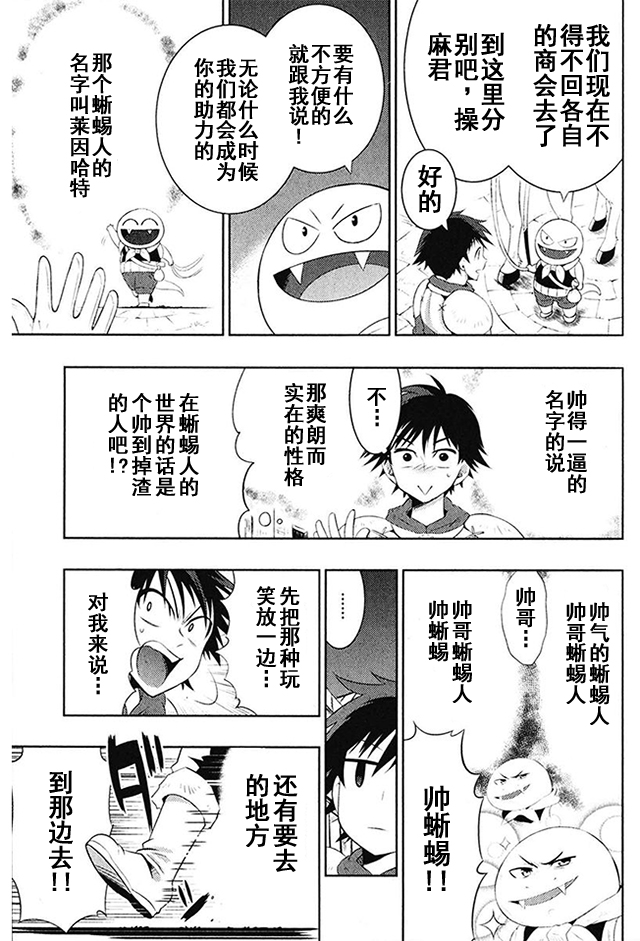 我们现在不
得不回各自
的商会去了
到这里分
别吧，操
麻君
好的
要有什么
不方便的
就跟我说！
无论什么时候
我们都会成为
你的助力的
那个蜥蜴人的
名字叫莱因哈特
帅得一逼的
名字的说
不…
那爽朗而
实在的性格
在蜥蜴人的
世界的话是
个帅到掉渣
的人吧！？
帅气的蜥蜴人
帅哥蜥蜴人
帅哥…
帅哥蜥蜴人
帅蜥蜴
帅蜥蜴！！
……
先把那种玩
笑放一边…
对我来说…
还有要去
的地方
到那边去！！